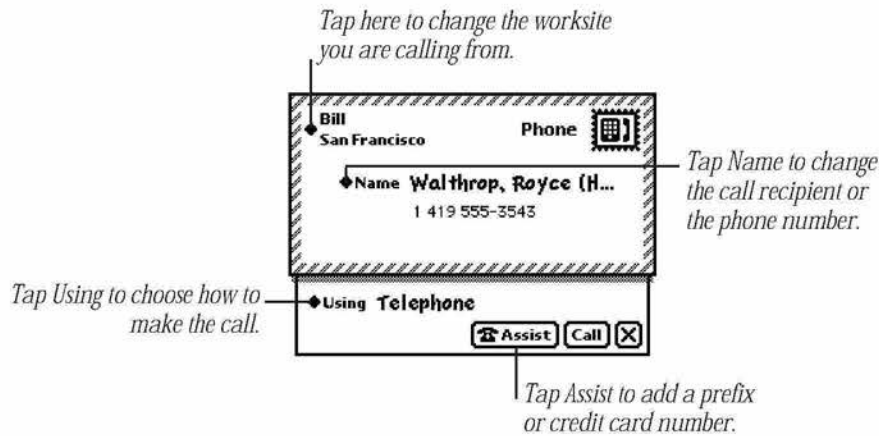 Tap here to change the worksite
you are calling from.
Bill
San Francisco
Phone
Name Walthrop, Royce (H...
1 419 555-3543
Tap Name to change
the call recipient or
the phone number.
Tap Using to choose how to
make the call.
Using Telephone
Assist Call
Tap Assist to add a prefix
or credit card number.